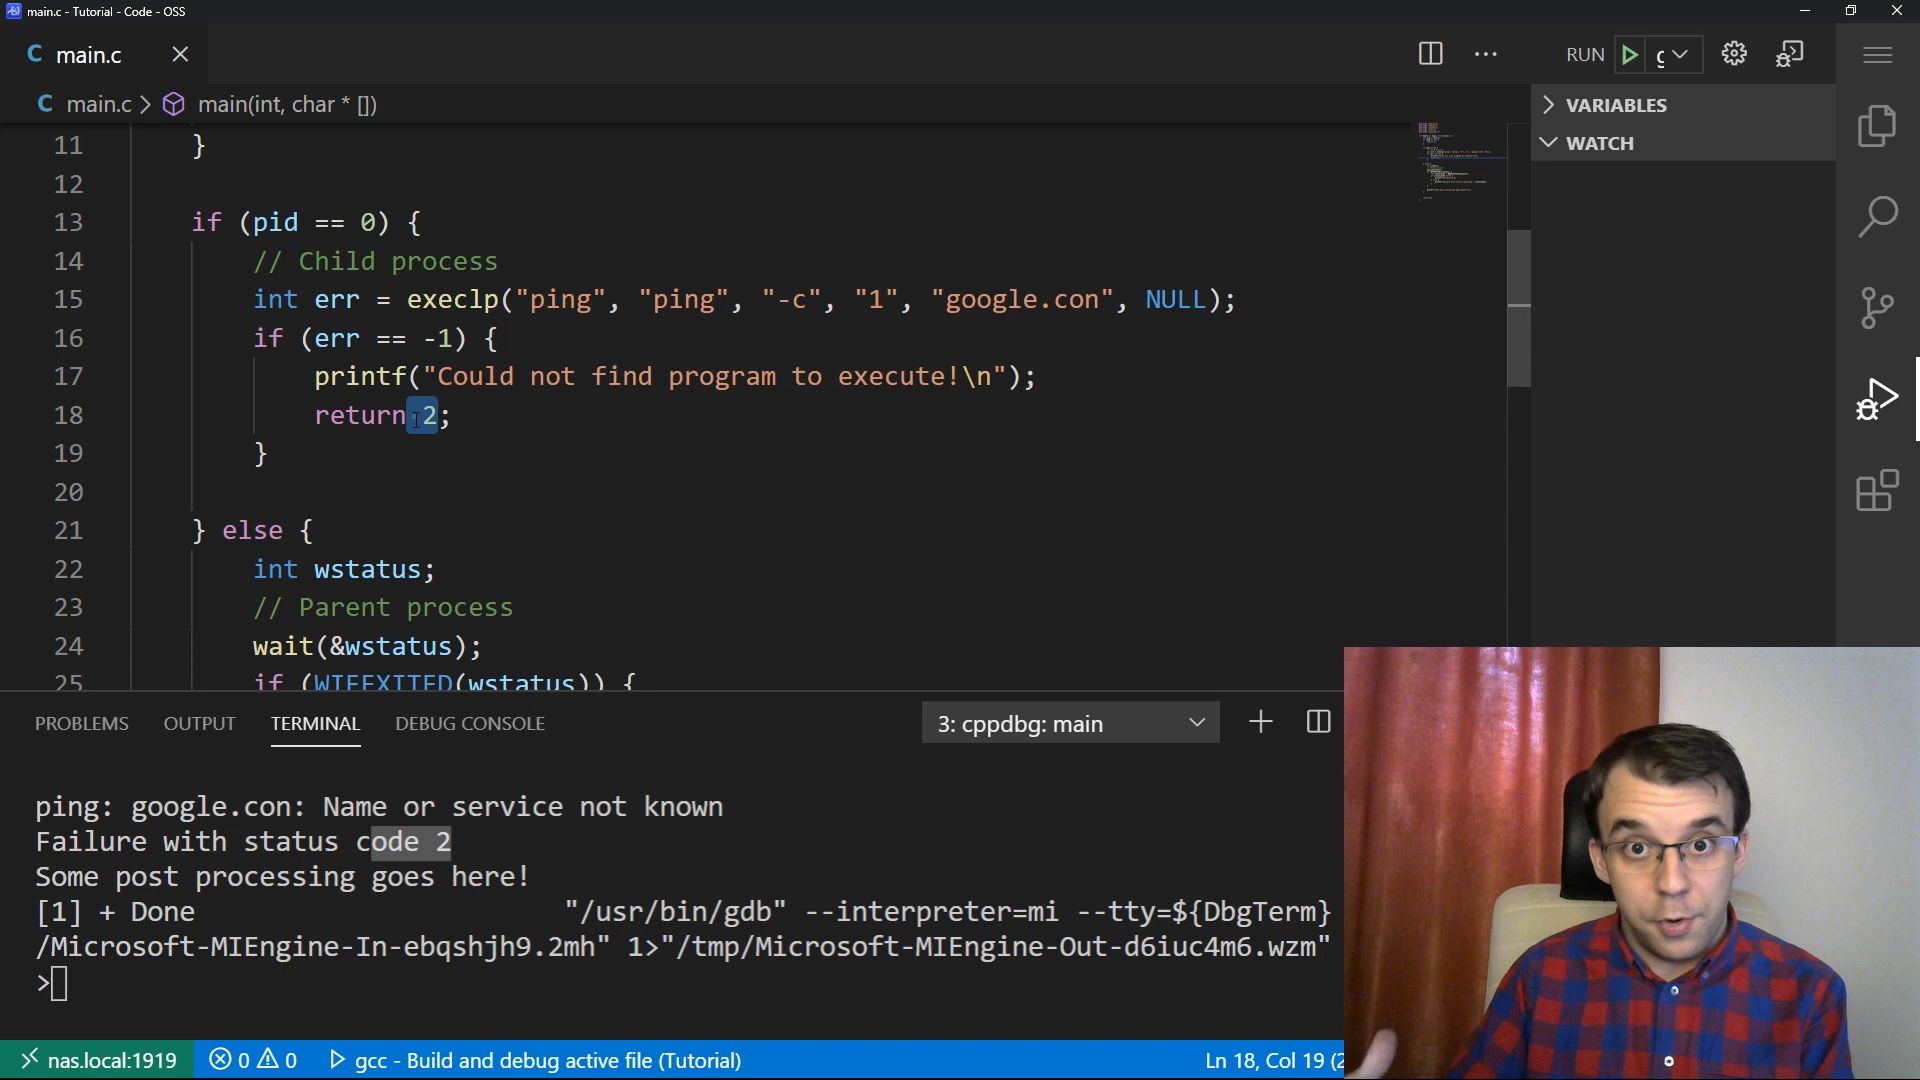 main.c - Tutorial - Code - OSS
C main.c
RUN
C main.c > main(int, char * [])
VARIABLES
WATCH
11 }
12
13 if (pid == 0) {
14 // Child process
15 int err = execlp("ping", "ping", "-c", "1", "google.con", NULL);
16 if (err == -1) {
17 printf("Could not find program to execute!\n");
18 return 2;
19 }
20
21 } else {
22 int wstatus;
23 // Parent process
24 wait(&wstatus);
25 if (WIFEXITED(wstatus)) {
PROBLEMS OUTPUT TERMINAL DEBUG CONSOLE 3: cppdbg: main
ping: google.con: Name or service not known
Failure with status code 2
Some post processing goes here!
[1] + Done "/usr/bin/gdb" --interpreter=mi --tty=${DbgTerm}
/Microsoft-MIEngine-In-ebqshjh9.2mh" 1>"/tmp/Microsoft-MIEngine-Out-d6iuc4m6.wzm"
>
nas.local:1919 0 0 gcc - Build and debug active file (Tutorial) Ln 18, Col 19 (2